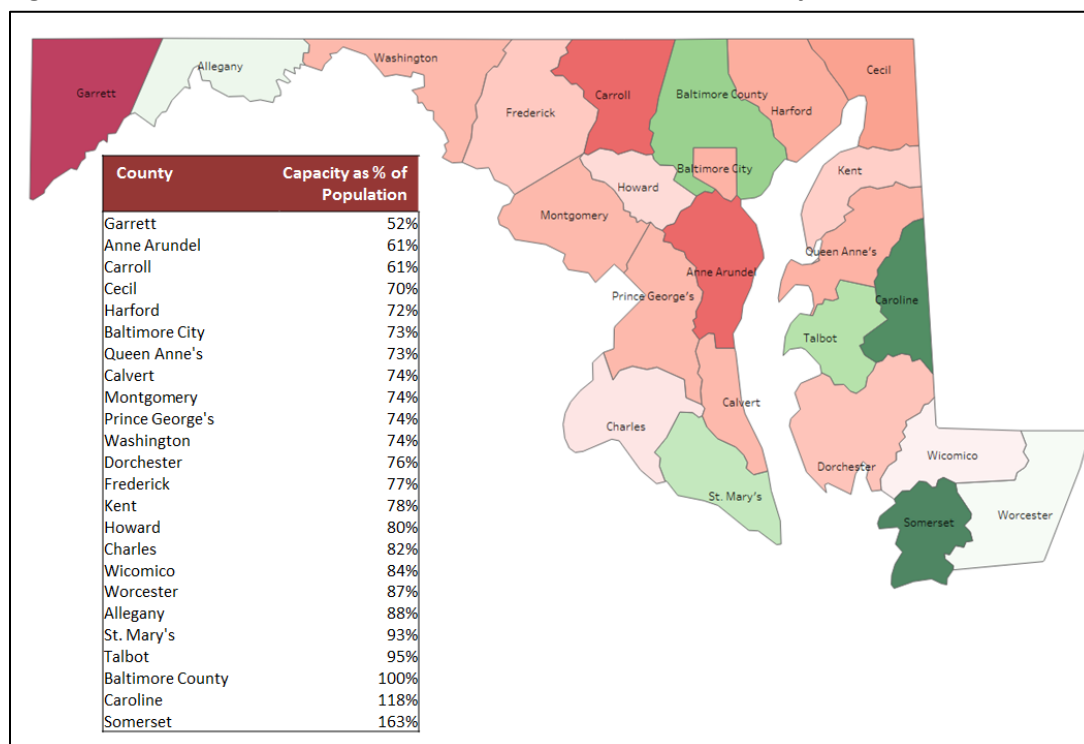 Allegany
Washington
Garrett
Frederick
Carroll
Baltimore County
Harford
Cecil
Baltimore City
Howard
Kent
Montgomery
Queen Anne's
Anne Arundel
Prince George's
Caroline
Talbot
Calvert
Charles
Dorchester
Wicomico
St. Mary's
Somerset
Worcester
County Capacity as % of
Population
Garrett 52%
Anne Arundel 61%
Carroll 61%
Cecil 70%
Harford 72%
Baltimore City 73%
Queen Anne's 73%
Calvert 74%
Montgomery 74%
Prince George's 74%
Washington 74%
Dorchester 76%
Frederick 77%
Kent 78%
Howard 80%
Charles 82%
Wicomico 84%
Worcester 87%
Allegany 88%
St. Mary's 93%
Talbot 95%
Baltimore County 100%
Caroline 118%
Somerset 163%